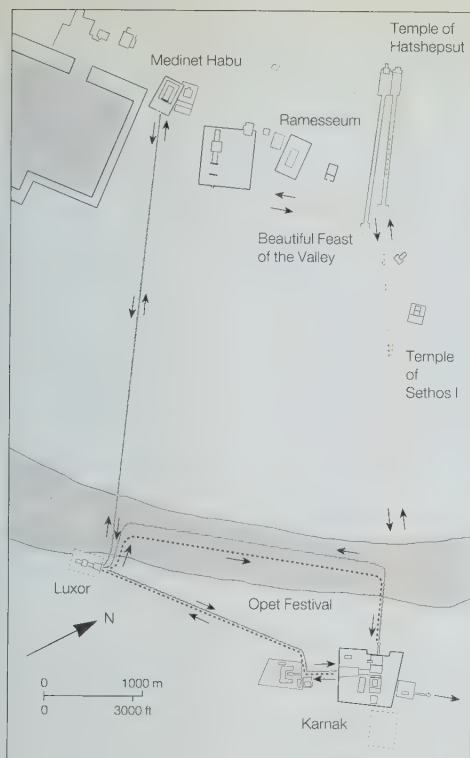 Temple of
Hatshepsut
Medinet Habu
Ramesseum
Beautiful Feast
of the Valley
Temple
of
Sethos I
Luxor
Opet Festival
N
0 1000 m
0 3000 ft
Karnak